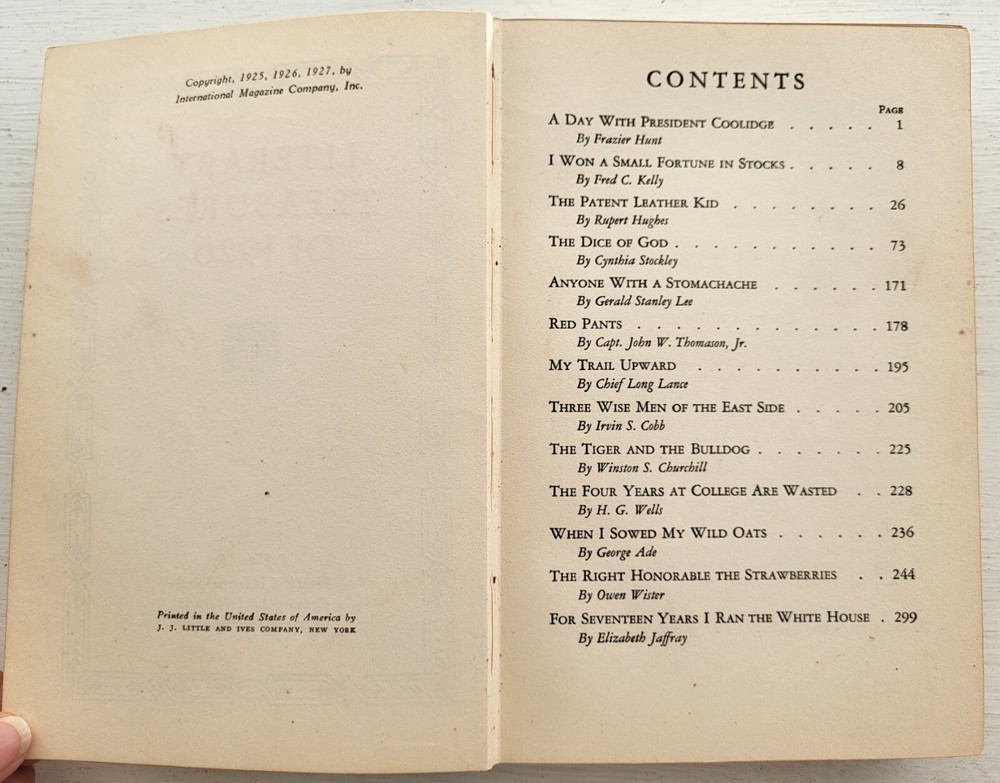 Copyright, 1925, 1926, 1927, by
International Magazine Company, Inc.
Printed in the United States of America by
J. J. LITTLE AND IVES COMPANY, NEW YORK
CONTENTS
PAGE
A DAY WITH PRESIDENT COOLIDGE . . . . . 1
By Frazier Hunt
I WON A SMALL FORTUNE IN STOCKS . . . . . 8
By Fred C. Kelly
THE PATENT LEATHER KID . . . . . . . . 26
By Rupert Hughes
THE DICE OF GOD . . . . . . . . . . . 73
By Cynthia Stockley
ANYONE WITH A STOMACHACHE . . . . . . 171
By Gerald Stanley Lee
RED PANTS . . . . . . . . . . . . . 178
By Capt. John W. Thomason, Jr.
MY TRAIL UPWARD . . . . . . . . . . 195
By Chief Long Lance
THREE WISE MEN OF THE EAST SIDE . . . . . 205
By Irvin S. Cobb
THE TIGER AND THE BULLDOG . . . . . . . 225
By Winston S. Churchill
THE FOUR YEARS AT COLLEGE ARE WASTED . . 228
By H. G. Wells
WHEN I SOWED MY WILD OATS . . . . . . 236
By George Ade
THE RIGHT HONORABLE THE STRAWBERRIES . . 244
By Owen Wister
FOR SEVENTEEN YEARS I RAN THE WHITE HOUSE . 299
By Elizabeth Jaffray